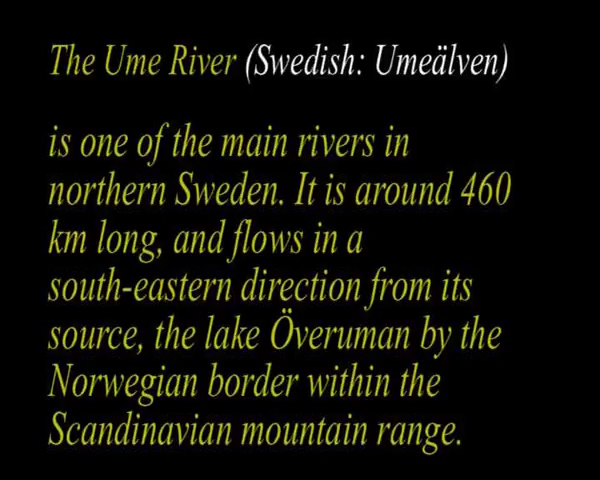 The Ume River (Swedish: Umeälven)
is one of the main rivers in
northern Sweden. It is around 460
km long, and flows in a
south-eastern direction from its
source, the lake Överuman by the
Norwegian border within the
Scandinavian mountain range.